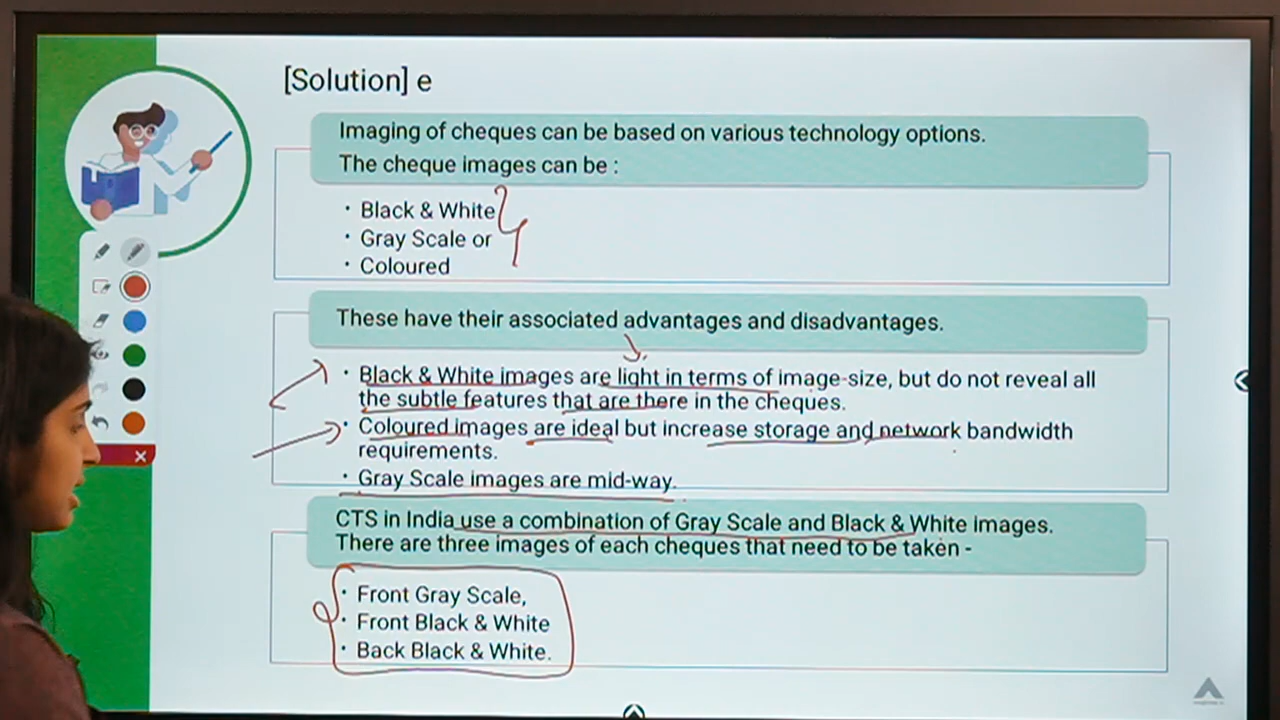 [Solution] e
Imaging of cheques can be based on various technology options.
The cheque images can be :
· Black & White
· Gray Scale or
· Coloured
These have their associated advantages and disadvantages.
· Black & White images are light in terms of image-size, but do not reveal all
the subtle features that are there in the cheques.
· Coloured images are ideal but increase storage and network bandwidth
requirements.
· Gray Scale images are mid-way.
CTS in India use a combination of Gray Scale and Black & White images.
There are three images of each cheques that need to be taken -
· Front Gray Scale,
· Front Black & White
· Back Black & White.